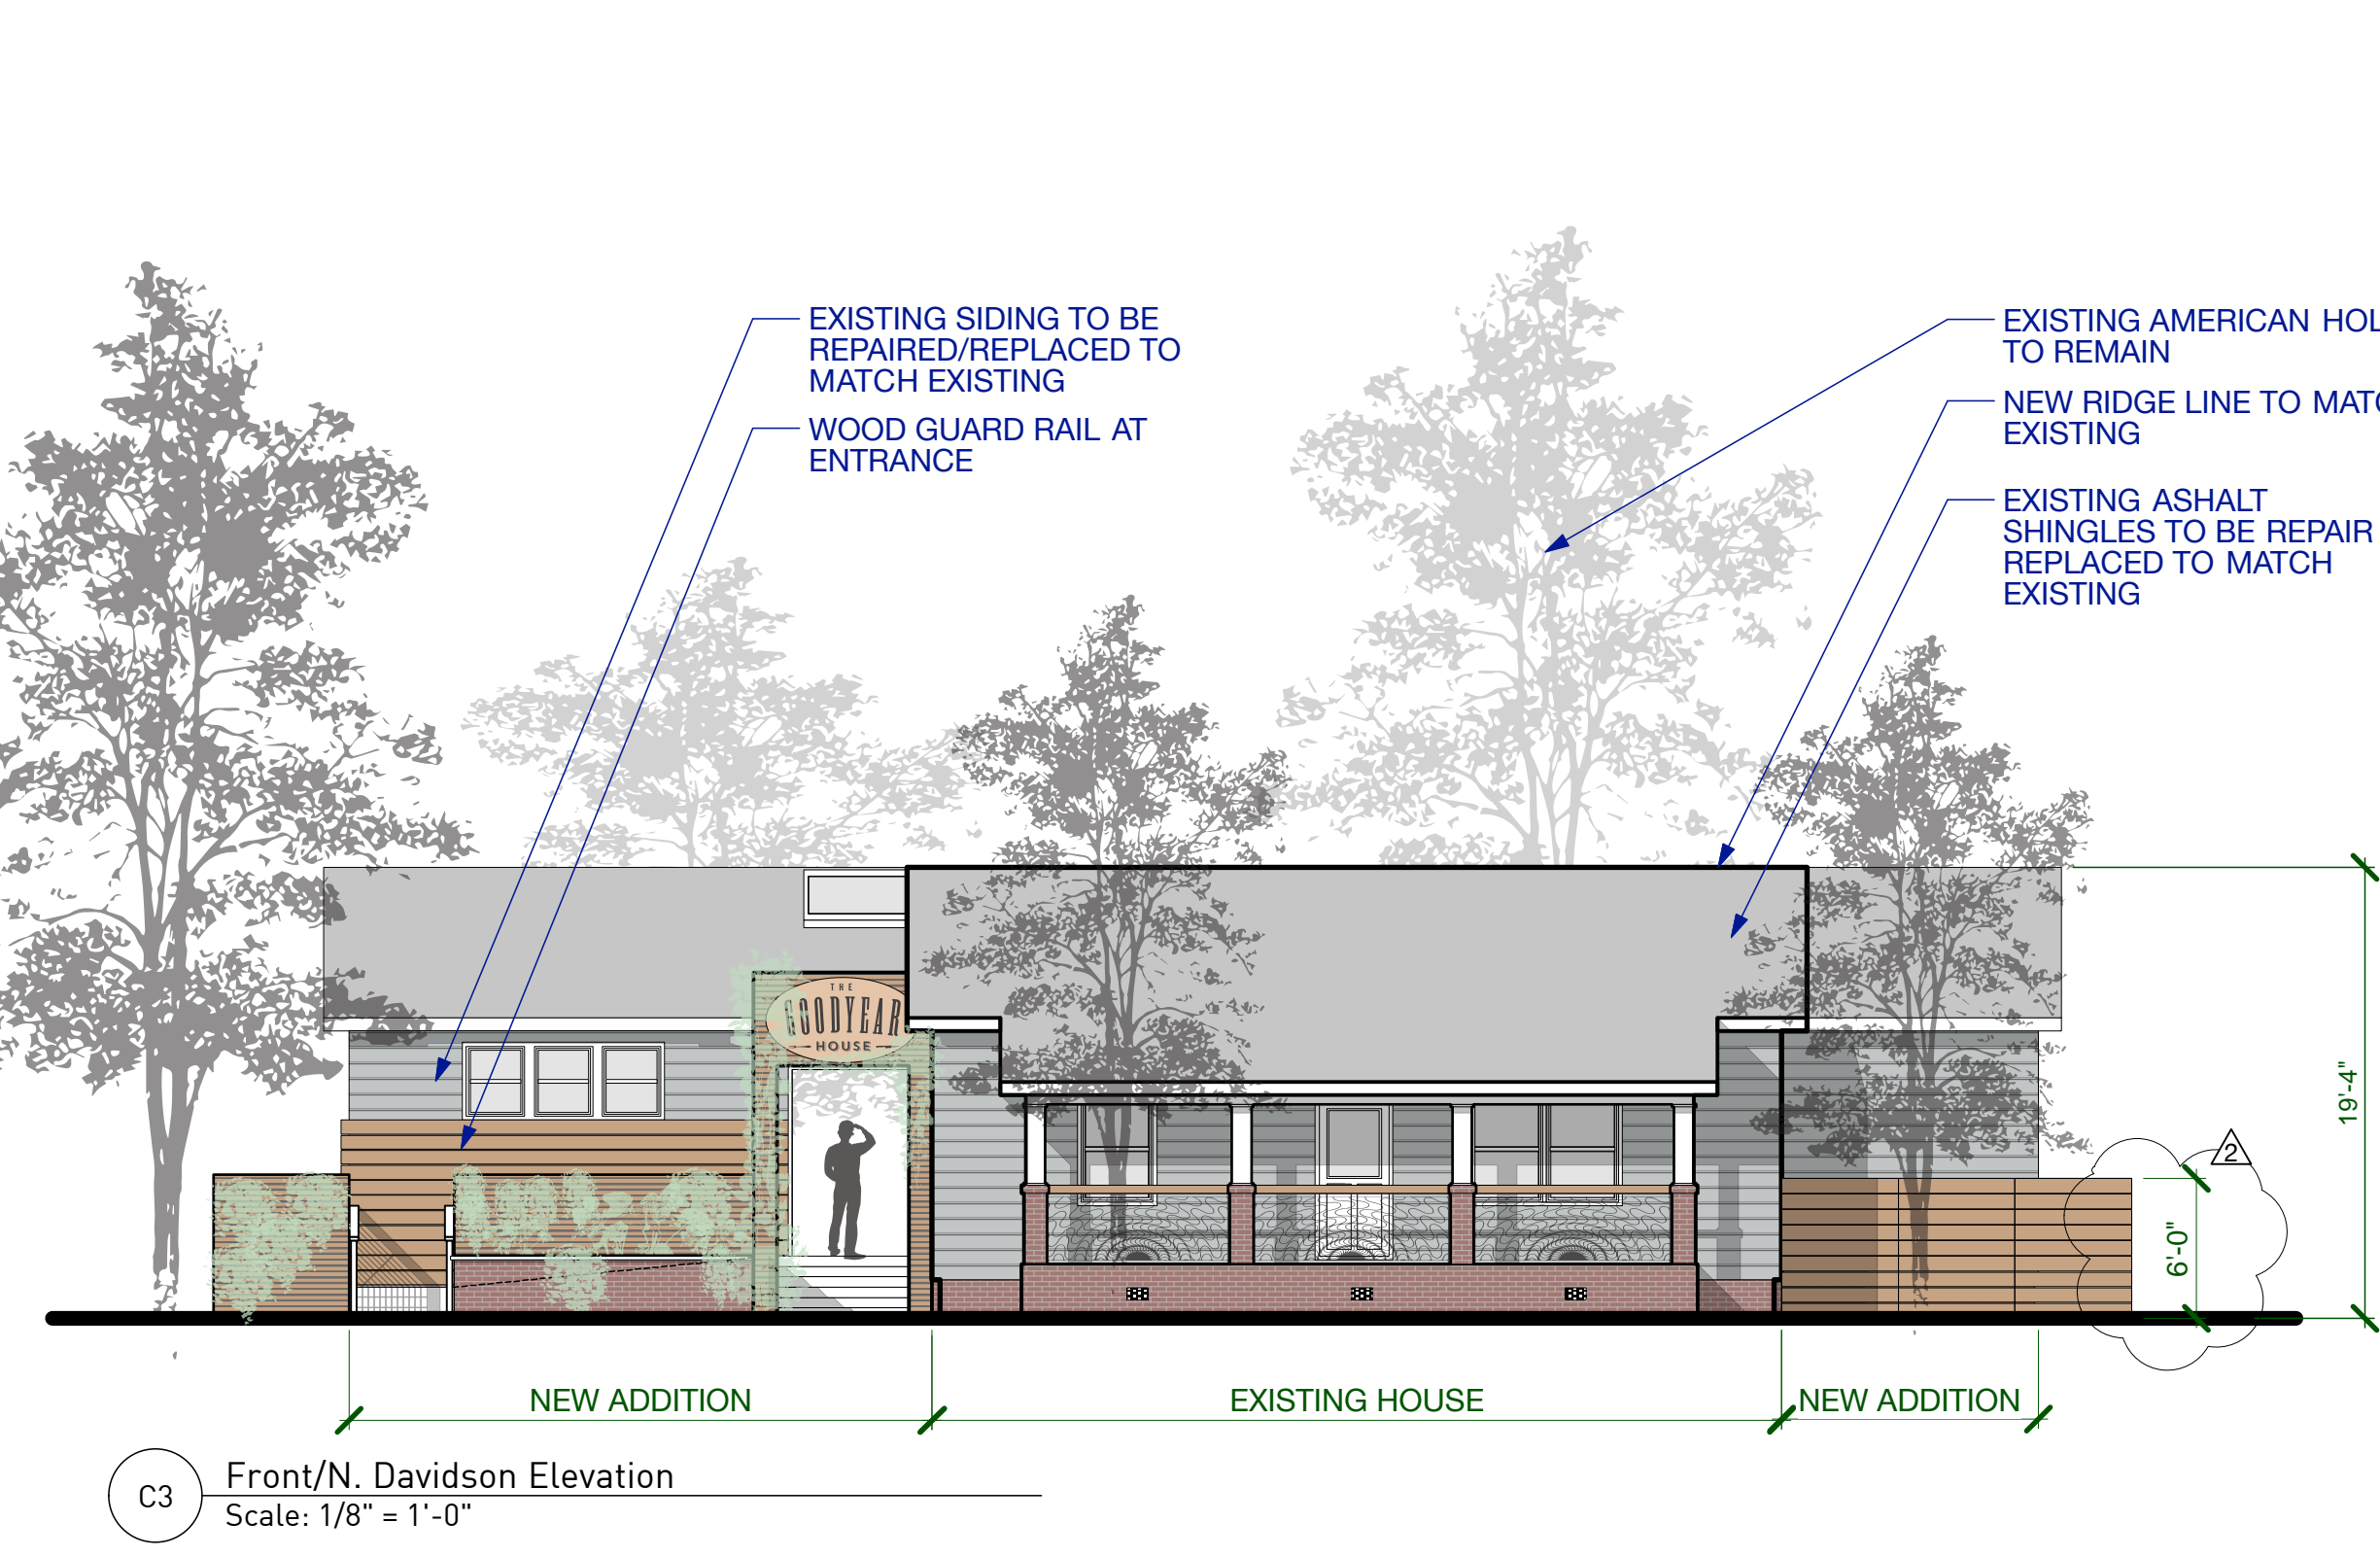 EXISTING SIDING TO BE
REPAIRED/REPLACED TO
MATCH EXISTING
WOOD GUARD RAIL AT
ENTRANCE
EXISTING AMERICAN HOL
TO REMAIN
NEW RIDGE LINE TO MATC
EXISTING
EXISTING ASHALT
SHINGLES TO BE REPAIR
REPLACED TO MATCH
EXISTING
THE
GOODYEAR
HOUSE
19'-4"
2
6'-0"
NEW ADDITION
EXISTING HOUSE
NEW ADDITION
C3
Front/N. Davidson Elevation
Scale: 1/8" = 1'-0"